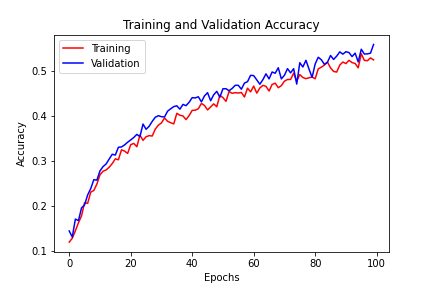 Training and Validation Accuracy
Training
Validation
Accuracy
0.5
0.4
0.3
0.2
0.1
0 20 40 60 80 100
Epochs